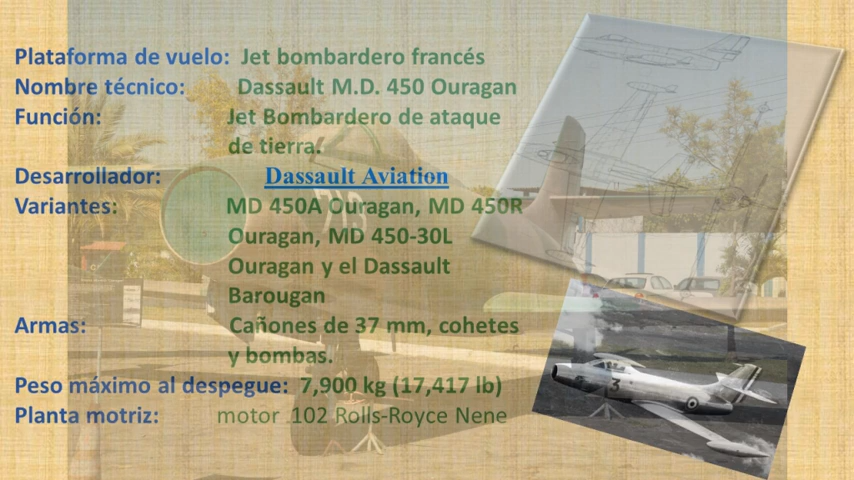 Plataforma de vuelo: Jet bombardero francés
Nombre técnico: Dassault M.D. 450 Ouragan
Función: Jet Bombardero de ataque
de tierra.
Desarrollador: Dassault Aviation
Variantes: MD 450A Ouragan, MD 450R
Ouragan, MD 450-30L
Ouragan y el Dassault
Barougan
Armas: Cañones de 37 mm, cohetes
y bombas.
Peso máximo al despegue: 7,900 kg (17,417 lb)
Planta motriz: motor 102 Rolls-Royce Nene
3